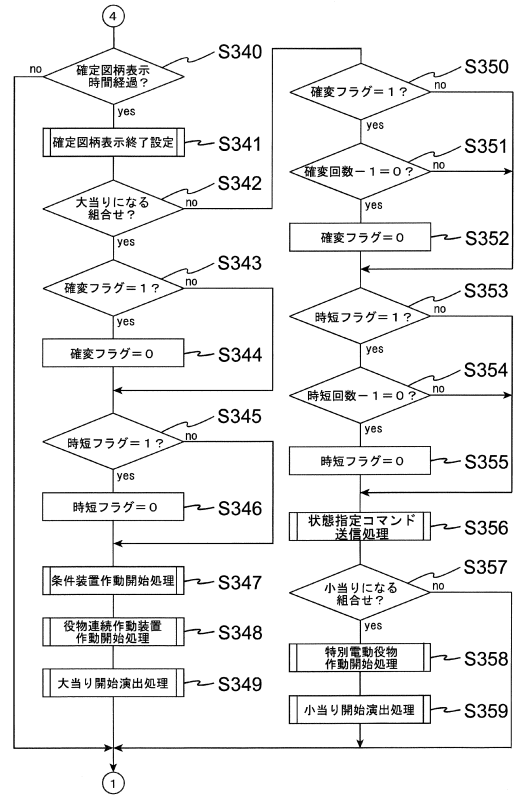 4
確定図柄表示
時間経過？
no
yes
S340
確定図柄表示終了設定
S341
大当りになる
組合せ？
no
yes
S342
確変フラグ＝１？
no
yes
S343
確変フラグ＝０
S344
時短フラグ＝１？
no
yes
S345
時短フラグ＝０
S346
条件装置作動開始処理
S347
役物連続作動装置
作動開始処理
S348
大当り開始演出処理
S349
確変フラグ＝１？
no
yes
S350
確変回数－１＝０？
no
yes
S351
確変フラグ＝０
S352
時短フラグ＝１？
no
yes
S353
時短回数－１＝０？
no
yes
S354
時短フラグ＝０
S355
状態指定コマンド
送信処理
S356
小当りになる
組合せ？
no
yes
S357
特別電動役物
作動開始処理
S358
小当り開始演出処理
S359
1